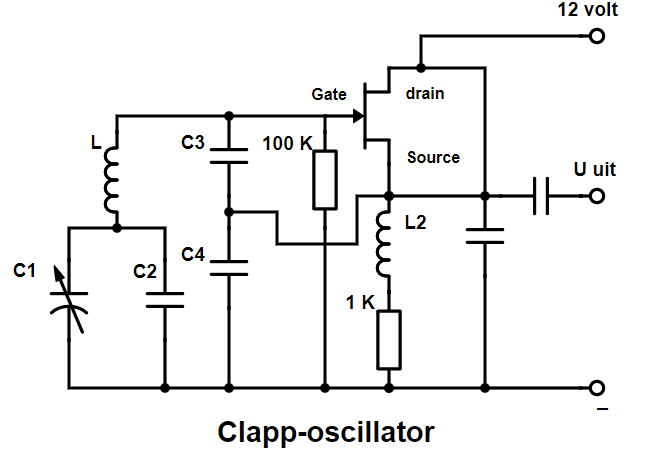 12 volt
Gate
drain
L
C3
100 K
Source
U uit
L2
C1
C2
C4
1 K
–
Clapp-oscillator